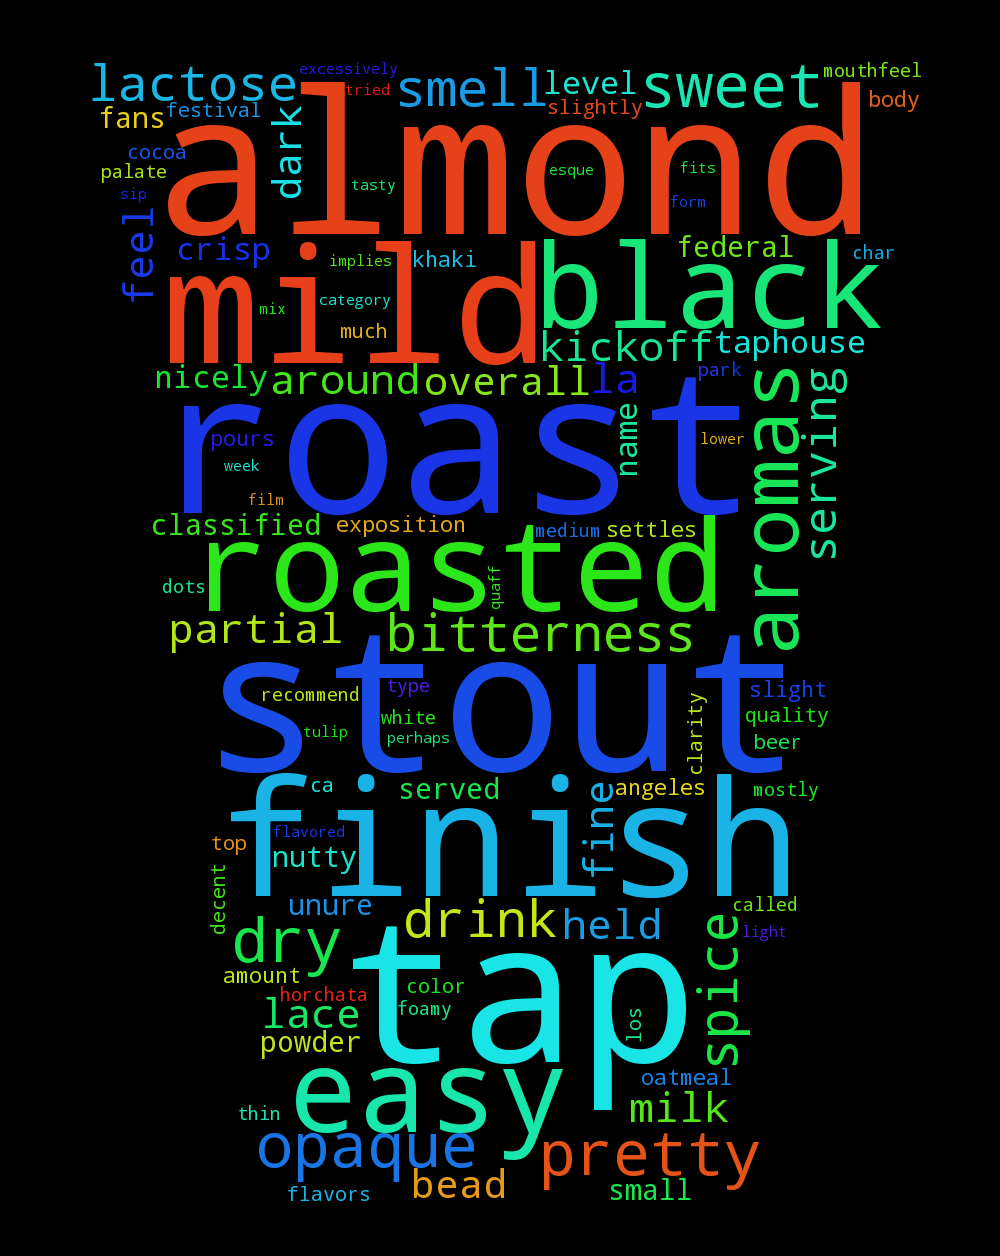 excessively
lactose
tried
smell
level
sweet
mouthfeel
fans
festival
slightly
body
almond
dark
cocoa
palate
tasty
esque
fits
sip
form
feel
crisp
implies
khaki
federal
char
mild
black
mix
category
much
kickoff
taphouse
nicely
around
overall
la
park
aromas
serving
roast
name
pours
lower
week
film
classified
exposition
medium
settles
roasted
quaff
dots
partial
bitterness
stout
recommend
type
white
slight
clarity
quality
tulip
perhaps
beer
finish
ca
served
fine
angeles
mostly
flavored
top
nutty
decent
unure
drink
held
spice
called
dry
light
tap
amount
horchata
color
lace
foamy
los
powder
easy
oatmeal
thin
milk
opaque
pretty
bead
flavors
small